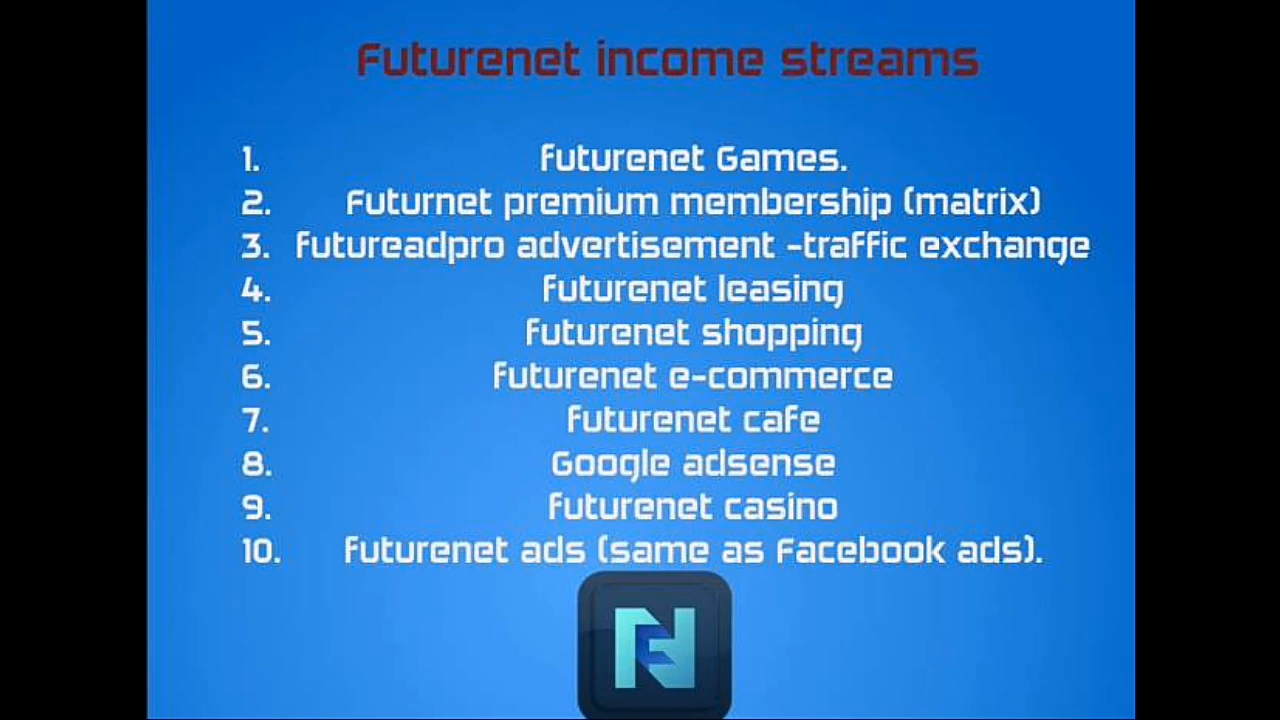 Futurenet income streams
1. Futurenet Games.
2. Futurnet premium membership (matrix)
3. Futureadpro advertisement -traffic exchange
4. Futurenet leasing
5. Futurenet shopping
6. Futurenet e-commerce
7. Futurenet cafe
8. Google adsense
9. Futurenet casino
10. Futurenet ads (same as Facebook ads).